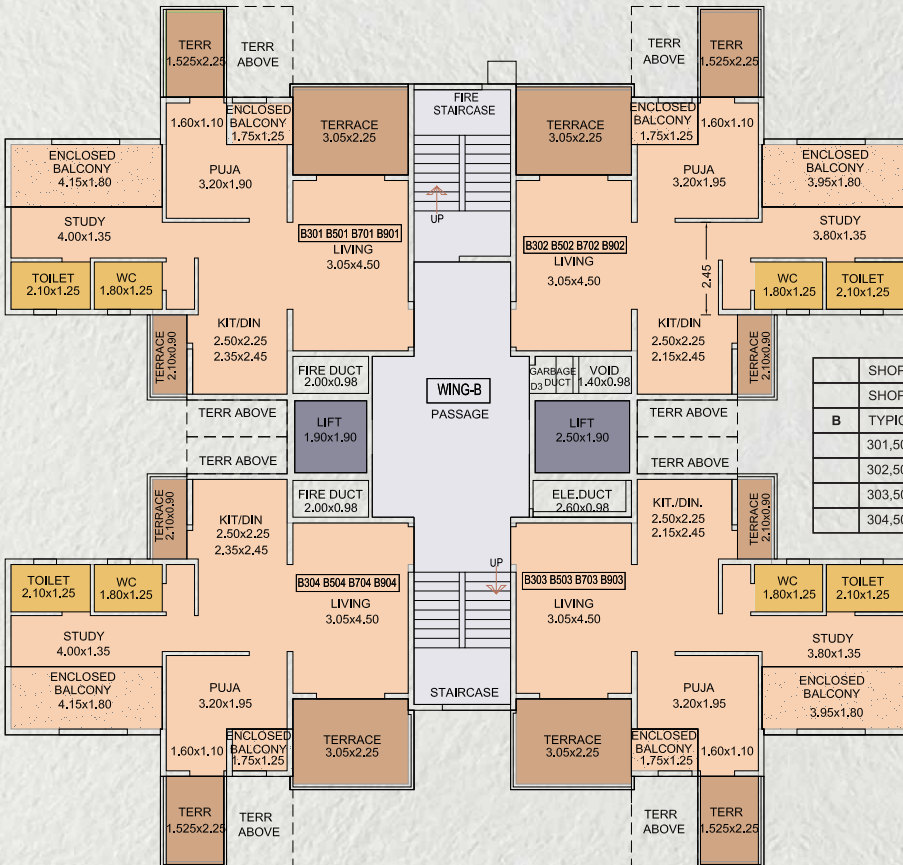 TERR
1.525x2.25
TERR
ABOVE
TERR
ABOVE
TERR
1.525x2.25
FIRE
STAIRCASE
1.60x1.10
ENCLOSED
BALCONY
1.75x1.25
TERRACE
3.05x2.25
TERRACE
3.05x2.25
ENCLOSED
BALCONY
1.75x1.25
1.60x1.10
ENCLOSED
BALCONY
4.15x1.80
PUJA
3.20x1.90
PUJA
3.20x1.95
ENCLOSED
BALCONY
3.95x1.80
STUDY
4.00x1.35
UP
STUDY
3.80x1.35
B301 B501 B701 B901
LIVING
3.05x4.50
B302 B502 B702 B902
LIVING
3.05x4.50
2.45
TOILET
2.10x1.25
WC
1.80x1.25
WC
1.80x1.25
TOILET
2.10x1.25
TERRACE
2.10x0.90
KIT/DIN
2.50x2.25
2.35x2.45
KIT/DIN
2.50x2.25
2.15x2.45
TERRACE
2.10x0.90
FIRE DUCT
2.00x0.98
GARBAGE
DUCT
D3
VOID
1.40x0.98
WING-B
PASSAGE
SHOP
SHOP
B TYPIC
301,50
302,50
303,50
304,50
TERR ABOVE
TERR ABOVE
LIFT
1.90x1.90
LIFT
2.50x1.90
TERR ABOVE
TERR ABOVE
FIRE DUCT
2.00x0.98
ELE.DUCT
2.60x0.98
TERRACE
2.10x0.90
KIT/DIN
2.50x2.25
2.35x2.45
KIT./DIN.
2.50x2.25
2.15x2.45
TERRACE
2.10x0.90
UP
TOILET
2.10x1.25
WC
1.80x1.25
B304 B504 B704 B904
LIVING
3.05x4.50
B303 B503 B703 B903
LIVING
3.05x4.50
WC
1.80x1.25
TOILET
2.10x1.25
STUDY
4.00x1.35
STUDY
3.80x1.35
ENCLOSED
BALCONY
4.15x1.80
PUJA
3.20x1.95
STAIRCASE
PUJA
3.20x1.95
ENCLOSED
BALCONY
3.95x1.80
1.60x1.10
ENCLOSED
BALCONY
1.75x1.25
TERRACE
3.05x2.25
TERRACE
3.05x2.25
ENCLOSED
BALCONY
1.75x1.25
1.60x1.10
TERR
1.525x2.25
TERR
ABOVE
TERR
ABOVE
TERR
1.525x2.25